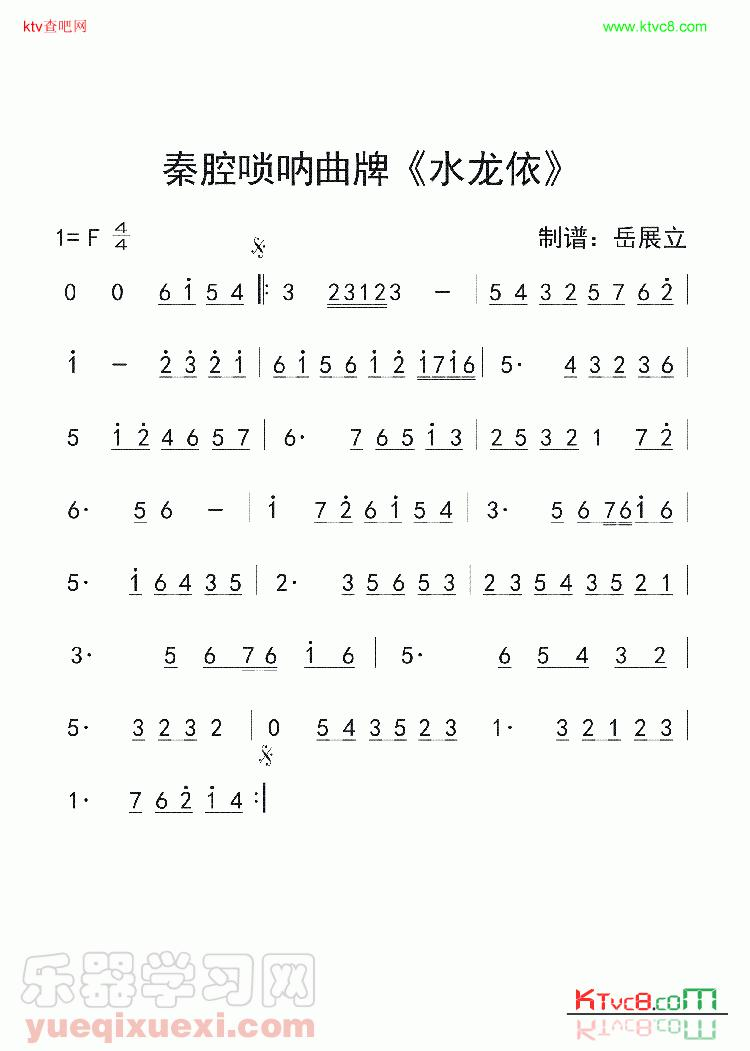 ktv查吧网 www.ktvc8.com
秦腔唢呐曲牌《水龙依》
1= F 4/4 制谱：岳展立
0 0 6 i̇ 5 4 ‖: 3 23123 – | 5 4 3 2 5 7 6 2̇ |
i̇ – 2̇ 3̇ 2̇ i̇ | 6 i̇ 5 6 i̇ 2̇ i̇7i̇6 | 5· 4 3 2 3 6
5 i̇ 2̇ 4 6 5 7 | 6· 7 6 5 i̇ 3 | 2 5 3 2 1 7 2̇
6· 5 6 – | i̇ 7 2̇ 6 i̇ 5 4 | 3· 5 6 7 6 i̇ 6
5· i̇ 6 4 3 5 | 2· 3 5 6 5 3 | 2 3 5 4 3 5 2 1
3· 5 6 7 6 i̇ 6 | 5· 6 5 4 3 2 |
5· 3 2 3 2 | 0 5 4 3 5 2 3 1· 3 2 1 2 3 |
1· 7 6 2̇ i̇ 4 :|
乐器学习网
yueqixuexi.com
KTVC8.COM